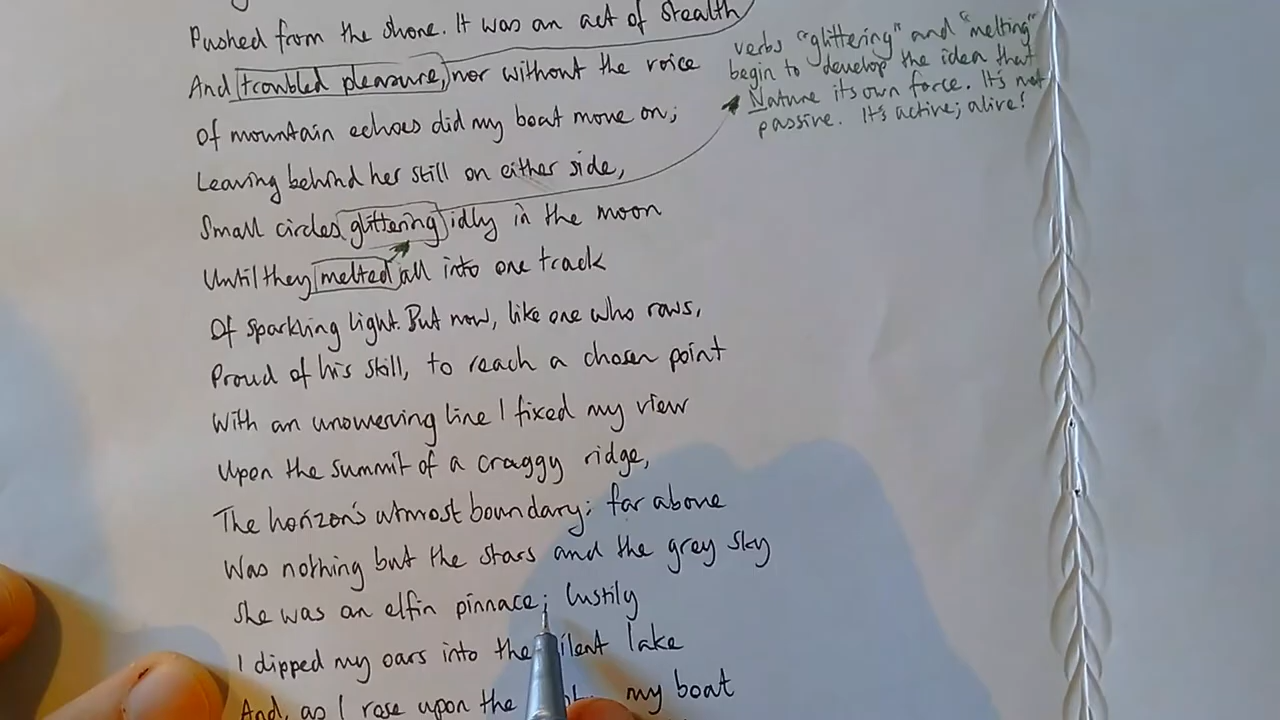 Pushed from the shore. It was an act of stealth
And troubled pleasure, nor without the voice
Of mountain echoes did my boat move on;
Leaving behind her still on either side,
Small circles glittering idly in the moon
Until they melted all into one track
Of sparkling light. But now, like one who rows,
Proud of his skill, to reach a chosen point
With an unswerving line I fixed my view
Upon the summit of a craggy ridge,
The horizon's utmost boundary; far above
Was nothing but the stars and the grey sky
She was an elfin pinnace; lustily
I dipped my oars into the silent lake
And, as I rose upon the my boat
verbs "glittering" and "melting"
begin to develop the idea that
Nature its own force. It's not
passive. It's active; alive!